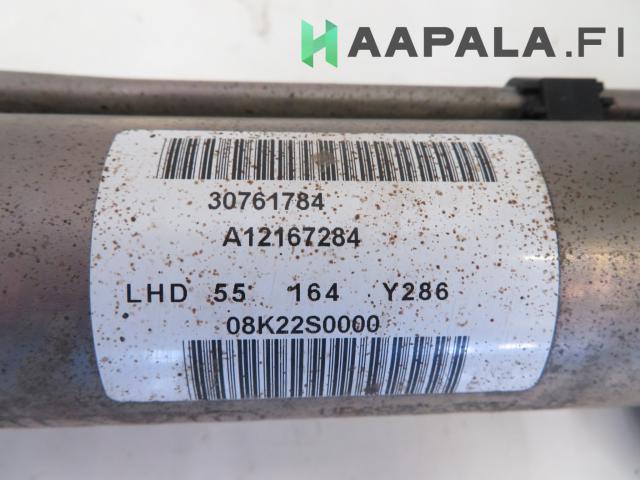 HAAPALA.FI
30761784
A12167284
LHD 55 164 Y286
08K22S0000